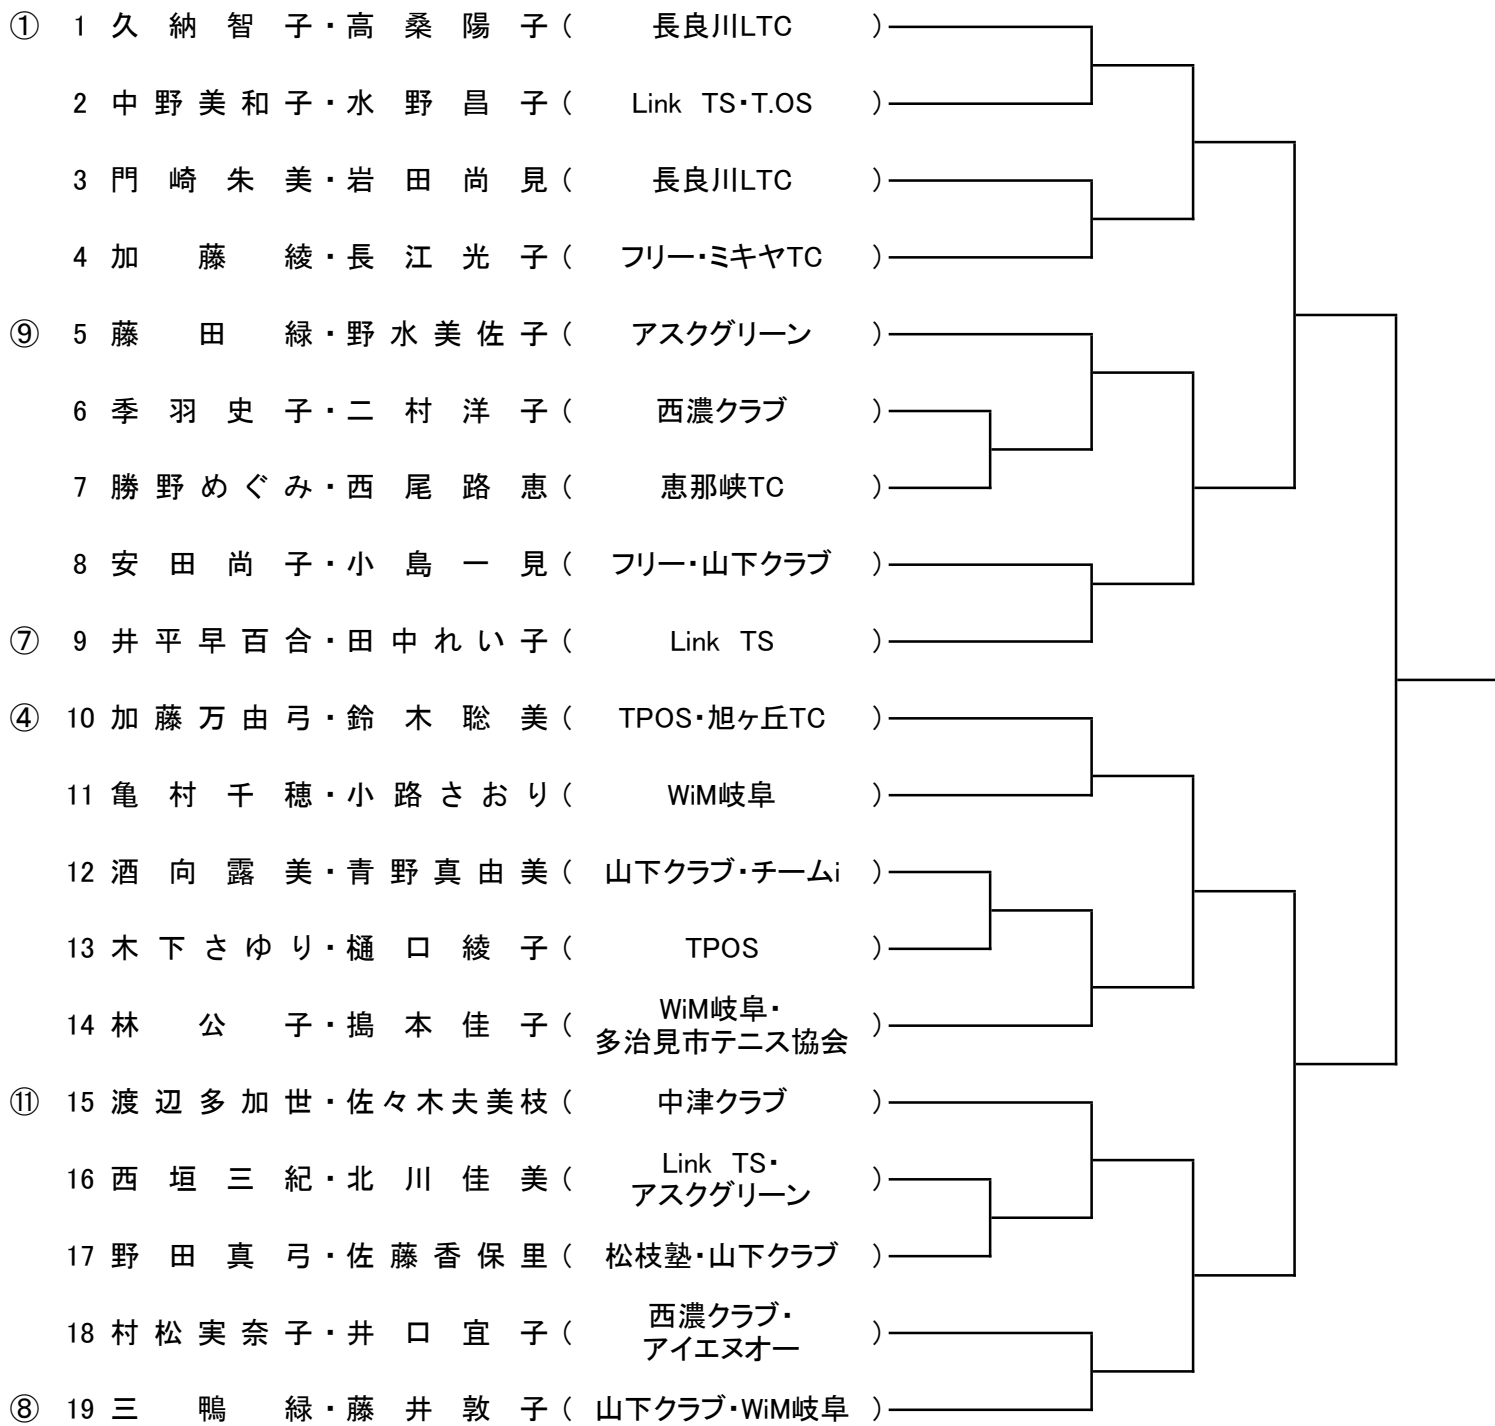 ① 1 久納智子・高桑陽子 ( 長良川LTC )
2 中野美和子・水野昌子 ( Link TS・T.OS )
3 門崎朱美・岩田尚見 ( 長良川LTC )
4 加藤綾・長江光子 ( フリー・ミキヤTC )
⑨ 5 藤田緑・野水美佐子 ( アスクグリーン )
6 季羽史子・二村洋子 ( 西濃クラブ )
7 勝野めぐみ・西尾路恵 ( 恵那峡TC )
8 安田尚子・小島一見 ( フリー・山下クラブ )
⑦ 9 井平早百合・田中れい子 ( Link TS )
④ 10 加藤万由弓・鈴木聡美 ( TPOS・旭ヶ丘TC )
11 亀村千穂・小路さおり ( WiM岐阜 )
12 酒向露美・青野真由美 ( 山下クラブ・チームi )
13 木下さゆり・樋口綾子 ( TPOS )
14 林公子・搗本佳子 ( WiM岐阜・
多治見市テニス協会 )
⑪ 15 渡辺多加世・佐々木夫美枝 ( 中津クラブ )
16 西垣三紀・北川佳美 ( Link TS・
アスクグリーン )
17 野田真弓・佐藤香保里 ( 松枝塾・山下クラブ )
18 村松実奈子・井口宜子 ( 西濃クラブ・
アイエヌオー )
⑧ 19 三鴨緑・藤井敦子 ( 山下クラブ・WiM岐阜 )